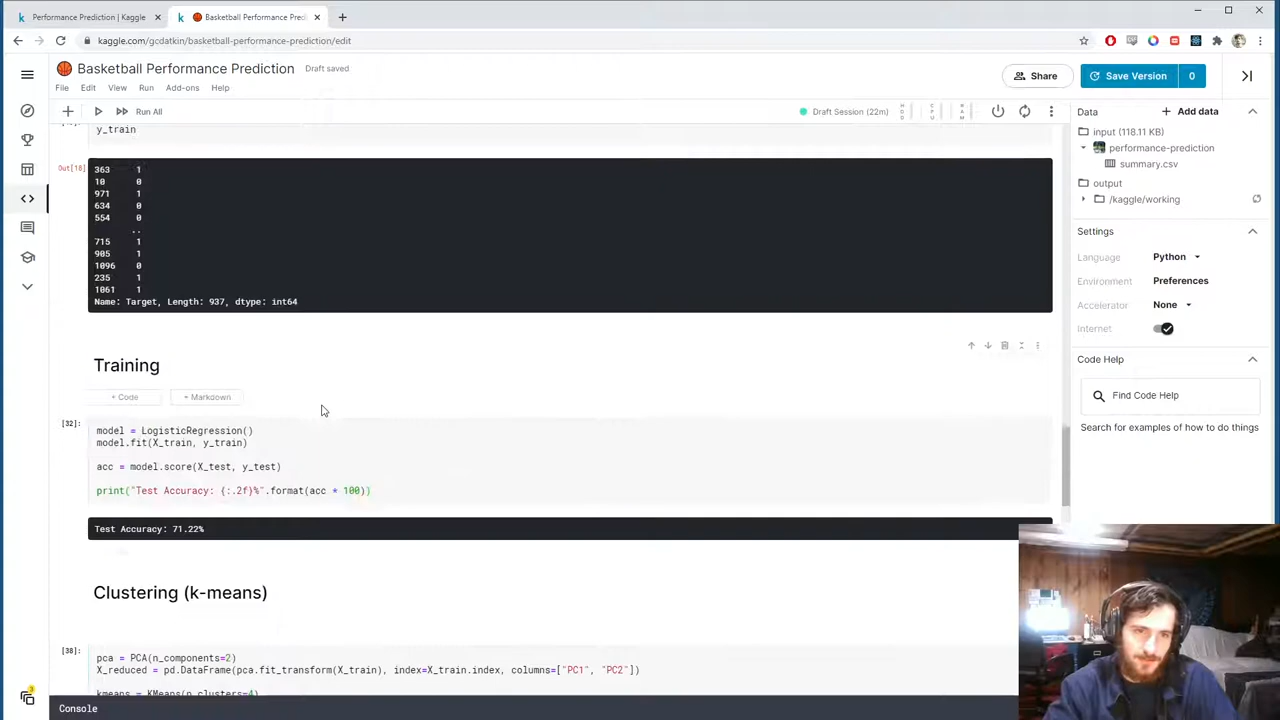 Performance Prediction | Kaggle
Basketball Performance Predi
kaggle.com/gcdatkin/basketball-performance-prediction/edit
Basketball Performance Prediction
Draft saved
File Edit View Run Add-ons Help
Share
Save Version 0
Run All
Draft Session (22m)
y_train
Out[18]
363 1
10 0
971 1
634 0
554 0
..
715 1
905 1
1096 0
235 1
1061 1
Name: Target, Length: 937, dtype: int64
Training
+ Code + Markdown
[32]:
model = LogisticRegression()
model.fit(X_train, y_train)
acc = model.score(X_test, y_test)
print("Test Accuracy: {:.2f}%".format(acc * 100))
Test Accuracy: 71.22%
Clustering (k-means)
[38]:
pca = PCA(n_components=2)
X_reduced = pd.DataFrame(pca.fit_transform(X_train), index=X_train.index, columns=["PC1", "PC2"])
kmeans = KMeans(n_clusters=4)
Console
Data
+ Add data
input (118.11 KB)
performance-prediction
summary.csv
output
/kaggle/working
Settings
Language Python
Environment Preferences
Accelerator None
Internet
Code Help
Find Code Help
Search for examples of how to do things